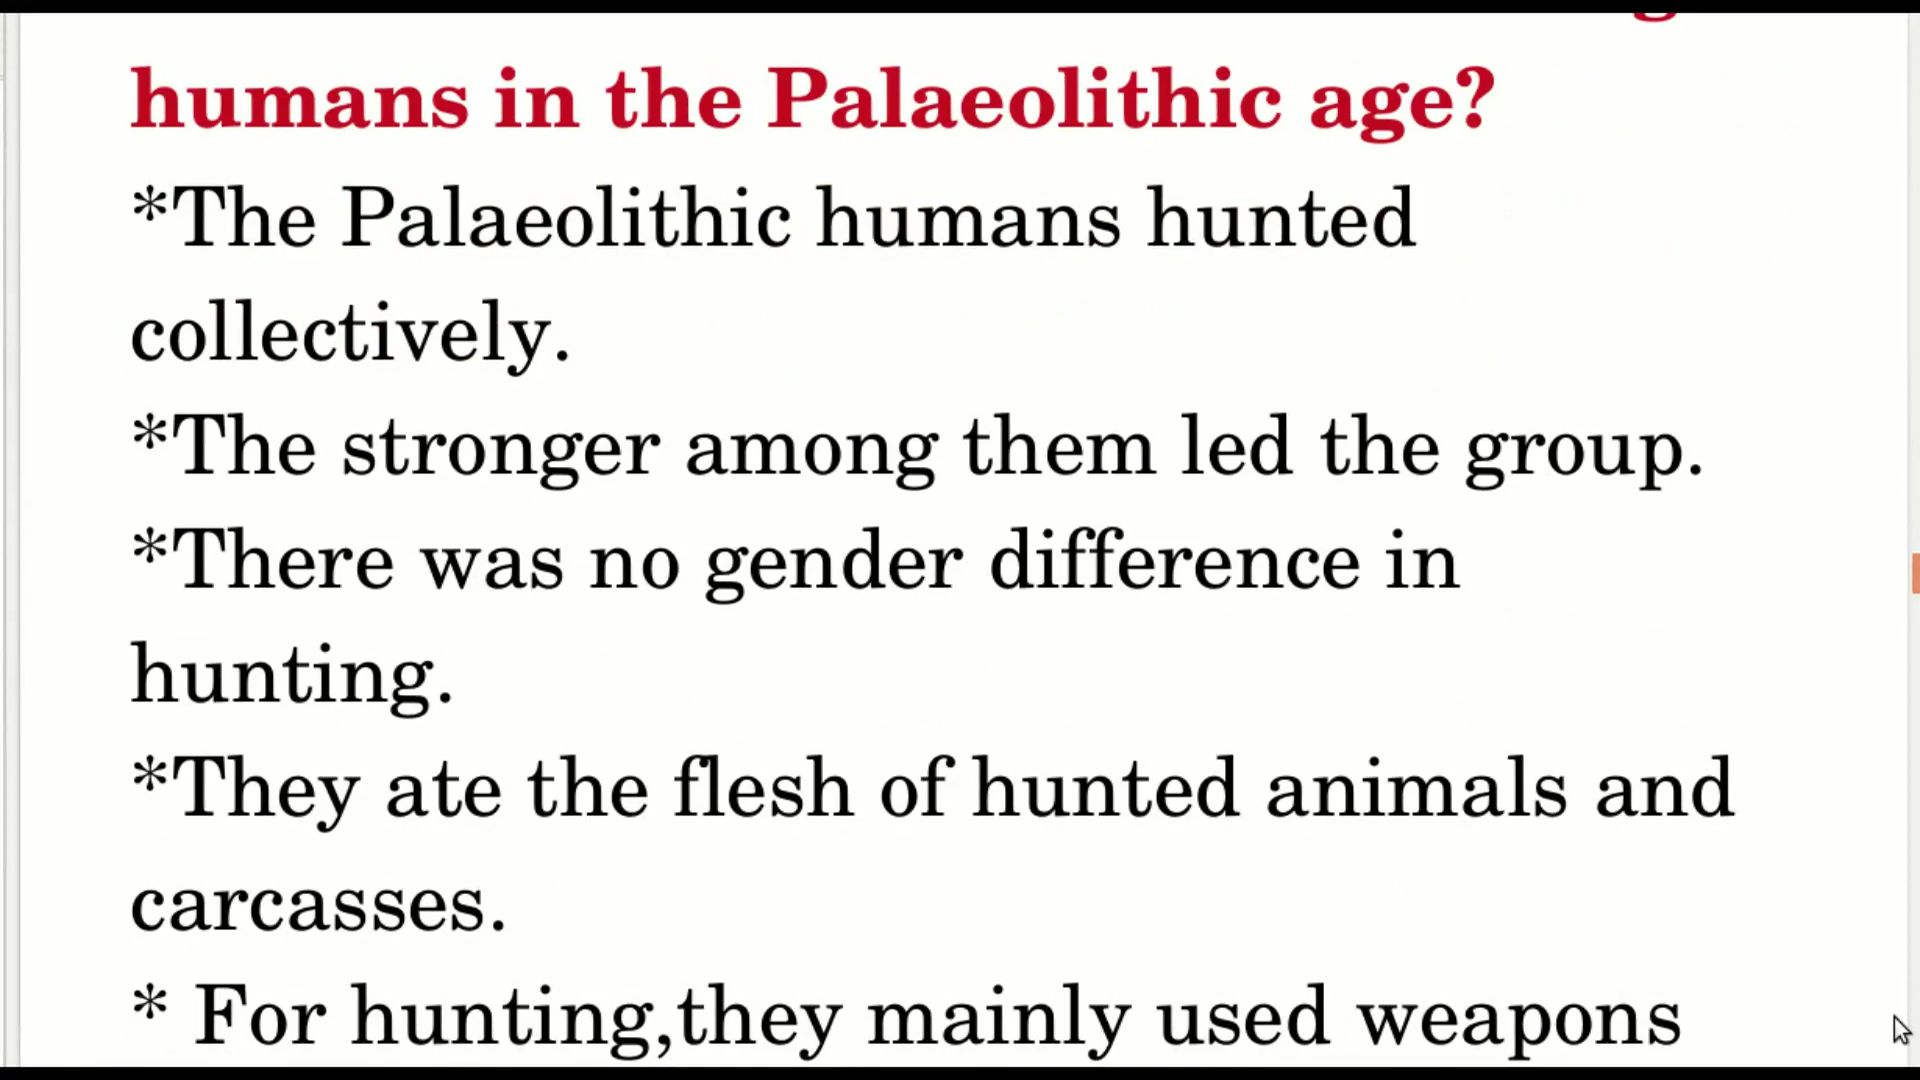 humans in the Palaeolithic age?
*The Palaeolithic humans hunted
collectively.
*The stronger among them led the group.
*There was no gender difference in
hunting.
*They ate the flesh of hunted animals and
carcasses.
* For hunting,they mainly used weapons